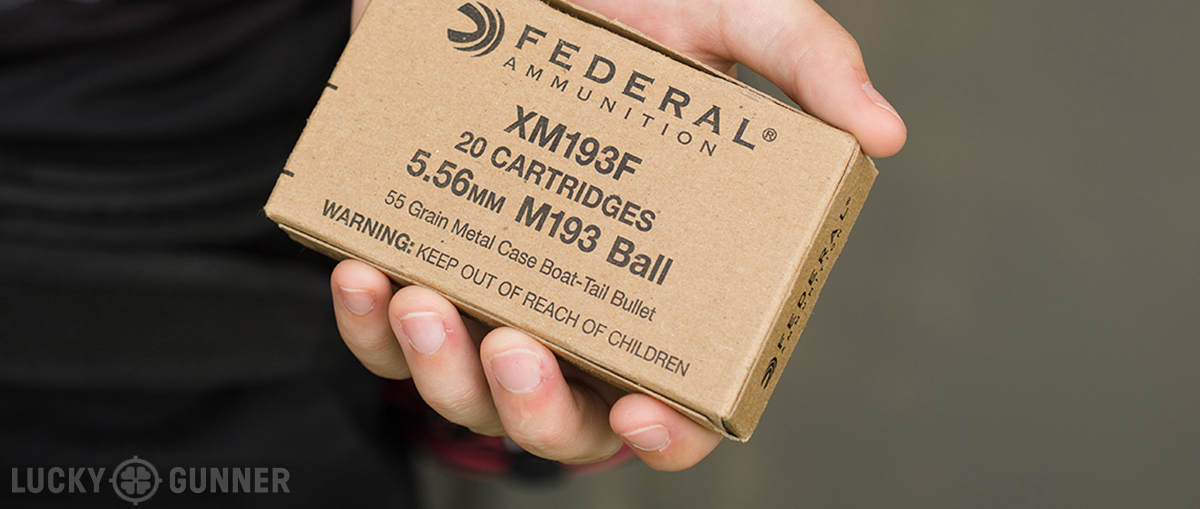 FEDERAL®
AMMUNITION
XM193F
20 CARTRIDGES
5.56MM M193 Ball
55 Grain Metal Case Boat-Tail Bullet
WARNING: KEEP OUT OF REACH OF CHILDREN
FEDERAL®
LUCKY GUNNER